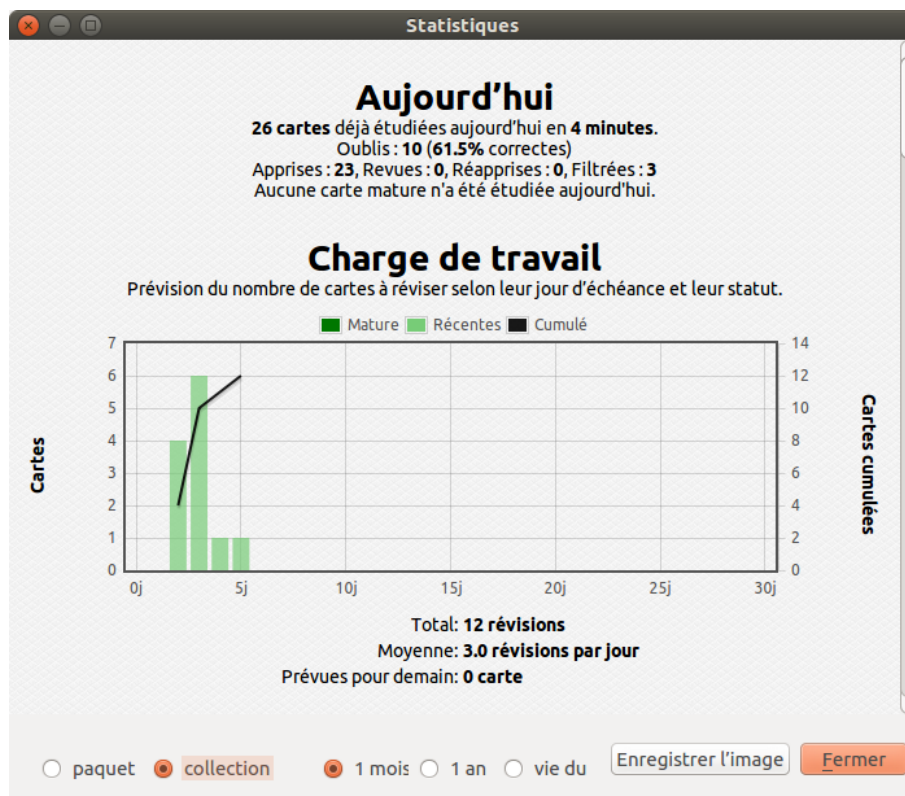 Statistiques
Aujourd’hui
26 cartes déjà étudiées aujourd’hui en 4 minutes.
Oublis : 10 (61.5% correctes)
Apprises : 23, Revues : 0, Réapprises : 0, Filtrées : 3
Aucune carte mature n'a été étudiée aujourd'hui.
Charge de travail
Prévision du nombre de cartes à réviser selon leur jour d’échéance et leur statut.
Mature Récentes Cumulé
7 14
6 12
5 10
4 8
3 6
2 4
1 2
0 0
Cartes
Cartes cumulées
0j 5j 10j 15j 20j 25j 30j
Total: 12 révisions
Moyenne: 3.0 révisions par jour
Prévues pour demain: 0 carte
paquet collection 1 mois 1 an vie du Enregistrer l’image Fermer